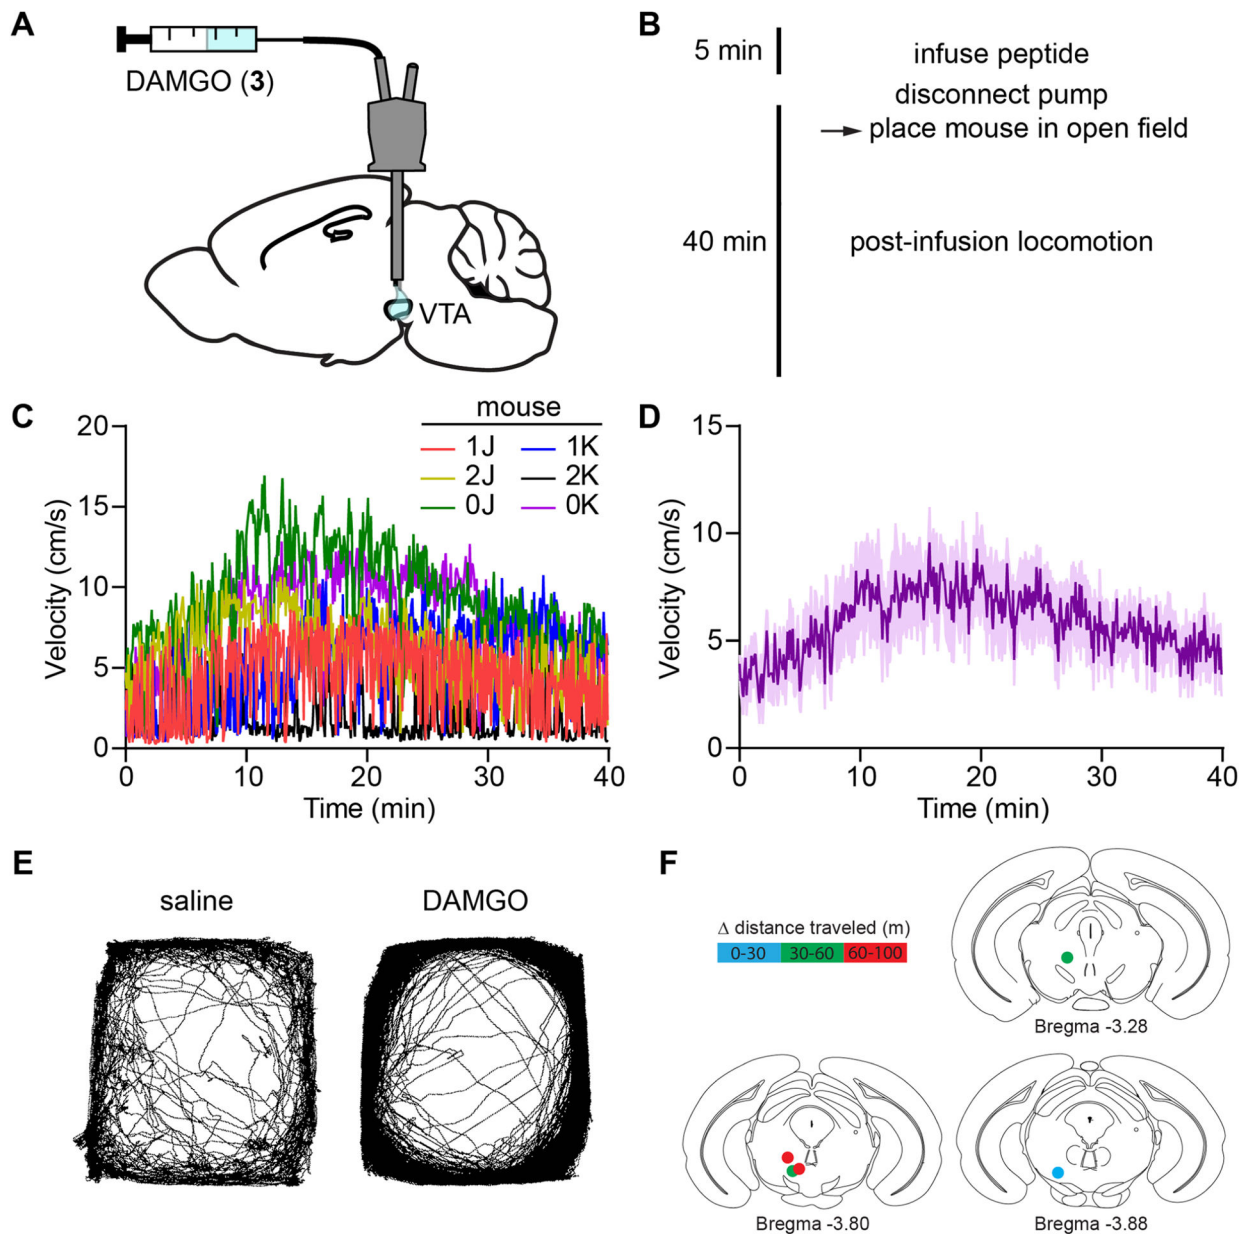 A
DAMGO (3)
VTA
B
5 min
infuse peptide
disconnect pump
place mouse in open field
40 min
post-infusion locomotion
C
mouse
1J
1K
2J
2K
0J
0K
Velocity (cm/s)
20
15
10
5
0
0 10 20 30 40
Time (min)
D
Velocity (cm/s)
15
10
5
0
0 10 20 30 40
Time (min)
E
saline
DAMGO
F
Δ distance traveled (m)
0-30 30-60 60-100
Bregma -3.28
Bregma -3.80
Bregma -3.88